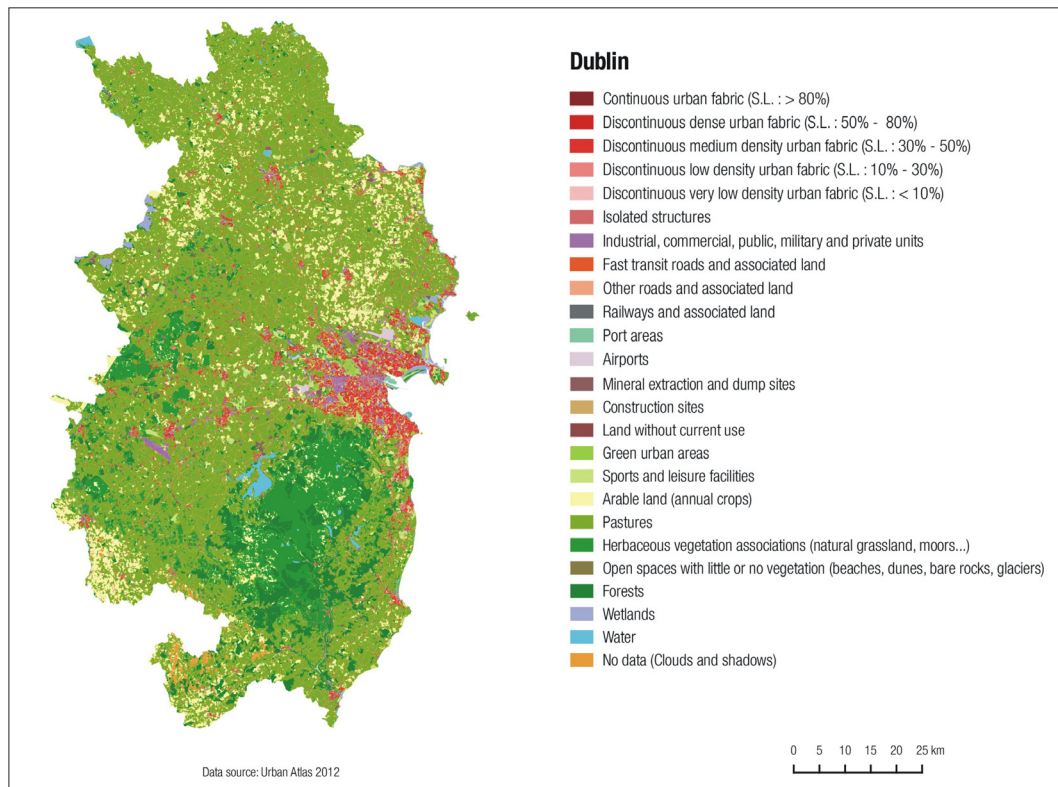 Dublin
Continuous urban fabric (S.L. : > 80%)
Discontinuous dense urban fabric (S.L. : 50% - 80%)
Discontinuous medium density urban fabric (S.L. : 30% - 50%)
Discontinuous low density urban fabric (S.L. : 10% - 30%)
Discontinuous very low density urban fabric (S.L. : < 10%)
Isolated structures
Industrial, commercial, public, military and private units
Fast transit roads and associated land
Other roads and associated land
Railways and associated land
Port areas
Airports
Mineral extraction and dump sites
Construction sites
Land without current use
Green urban areas
Sports and leisure facilities
Arable land (annual crops)
Pastures
Herbaceous vegetation associations (natural grassland, moors...)
Open spaces with little or no vegetation (beaches, dunes, bare rocks, glaciers)
Forests
Wetlands
Water
No data (Clouds and shadows)
0 5 10 15 20 25 km
Data source: Urban Atlas 2012